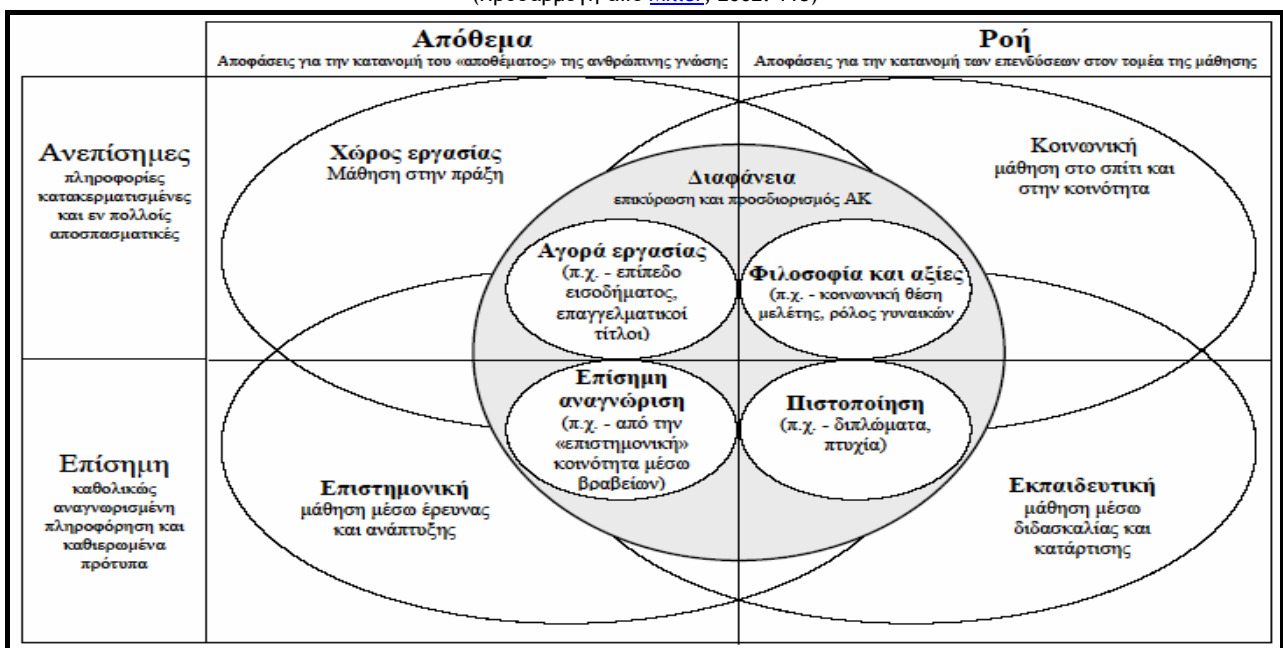 Απόθεμα
Αποφάσεις για την κατανομή του «αποθέματος» της ανθρώπινης γνώσης
Ροή
Αποφάσεις για την κατανομή των επενδύσεων στον τομέα της μάθησης
Ανεπίσημες
πληροφορίες
κατακερματισμένες
και εν πολλοίς
αποσπασματικές
Χώρος εργασίας
Μάθηση στην πράξη
Κοινωνική
μάθηση στο σπίτι και
στην κοινότητα
Διαφάνεια
επικύρωση και προσδιορισμός ΑΚ
Αγορά εργασίας
(π.χ. - επίπεδο
εισοδήματος,
επαγγελματικοί
τίτλοι)
Φιλοσοφία και αξίες
(π.χ. - κοινωνική θέση
μελέτης, ρόλος γυναικών
Επίσημη
καθολικώς
αναγνωρισμένη
πληροφόρηση και
καθιερωμένα
πρότυπα
Επίσημη
αναγνώριση
(π.χ. - από την
«επιστημονική»
κοινότητα μέσω
βραβείων)
Πιστοποίηση
(π.χ. - διπλώματα,
πτυχία)
Επιστημονική
μάθηση μέσω έρευνας
και ανάπτυξης
Εκπαιδευτική
μάθηση μέσω
διδασκαλίας και
κατάρτισης